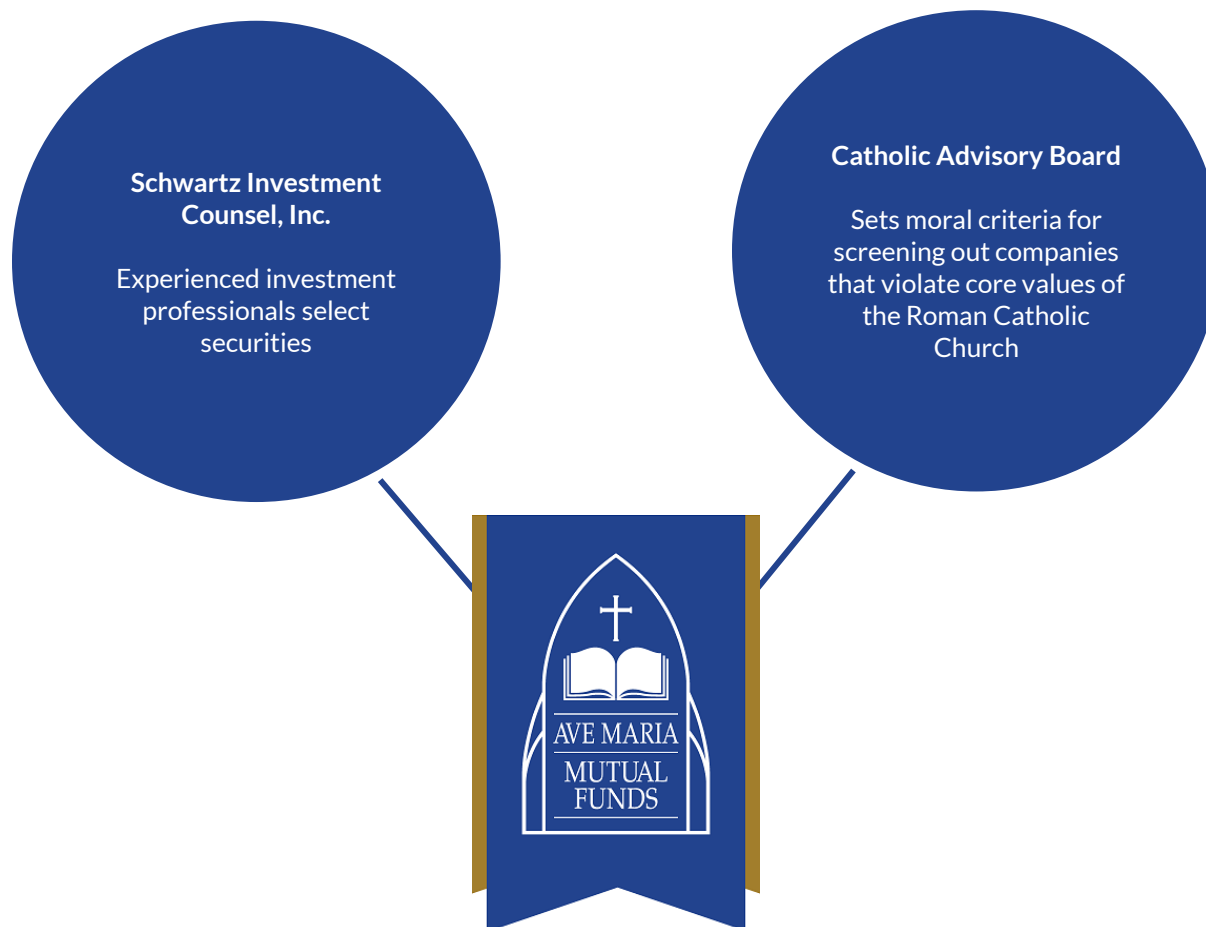 Schwartz Investment
Counsel, Inc.
Experienced investment
professionals select
securities
Catholic Advisory Board
Sets moral criteria for
screening out companies
that violate core values of
the Roman Catholic
Church
AVE MARIA
MUTUAL
FUNDS